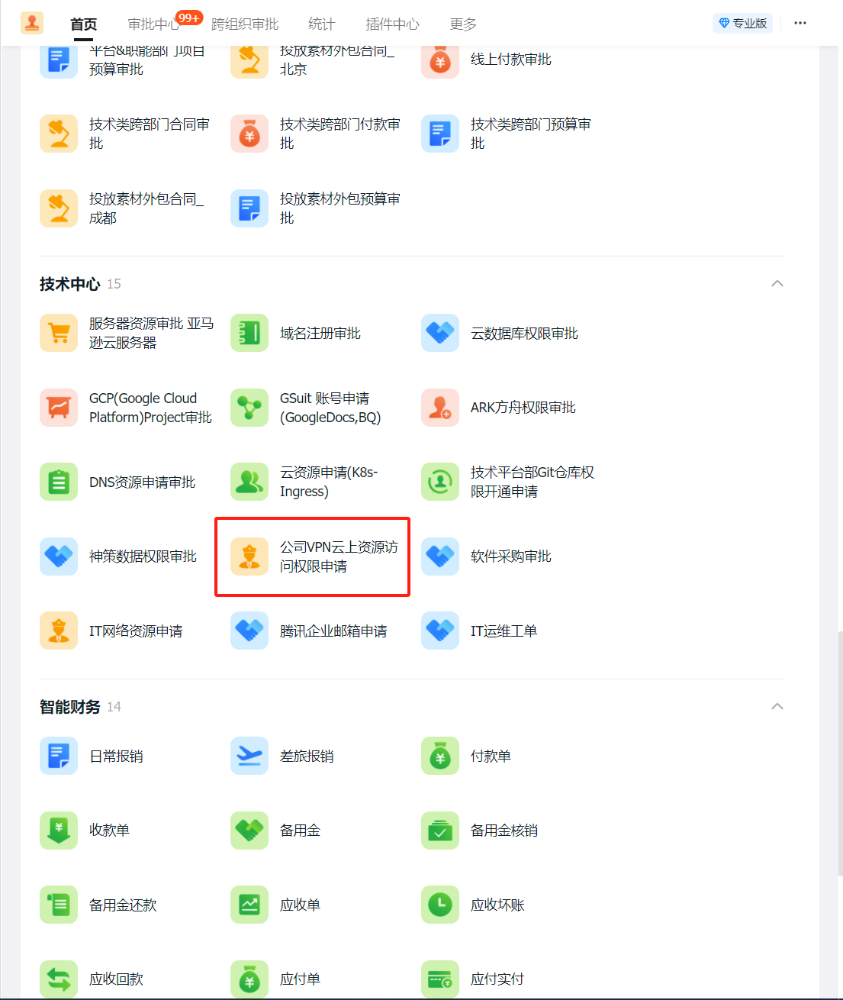 首页
审批中心
99+
跨组织审批
统计
插件中心
更多
专业版
平台&职能部门项目
预算审批
投放素材外包合同_
北京
线上付款审批
技术类跨部门合同审
批
技术类跨部门付款审
批
技术类跨部门预算审
批
投放素材外包合同_
成都
投放素材外包预算审
批
技术中心 15
服务器资源审批 亚马
逊云服务器
域名注册审批
云数据库权限审批
GCP(Google Cloud
Platform)Project审批
GSuit 账号申请
(GoogleDocs,BQ)
ARK方舟权限审批
DNS资源申请审批
云资源申请(K8s-
Ingress)
技术平台部Git仓库权
限开通申请
神策数据权限审批
公司VPN云上资源访
问权限申请
软件采购审批
IT网络资源申请
腾讯企业邮箱申请
IT运维工单
智能财务 14
日常报销
差旅报销
付款单
收款单
备用金
备用金核销
备用金还款
应收单
应收坏账
应收回款
应付单
应付实付